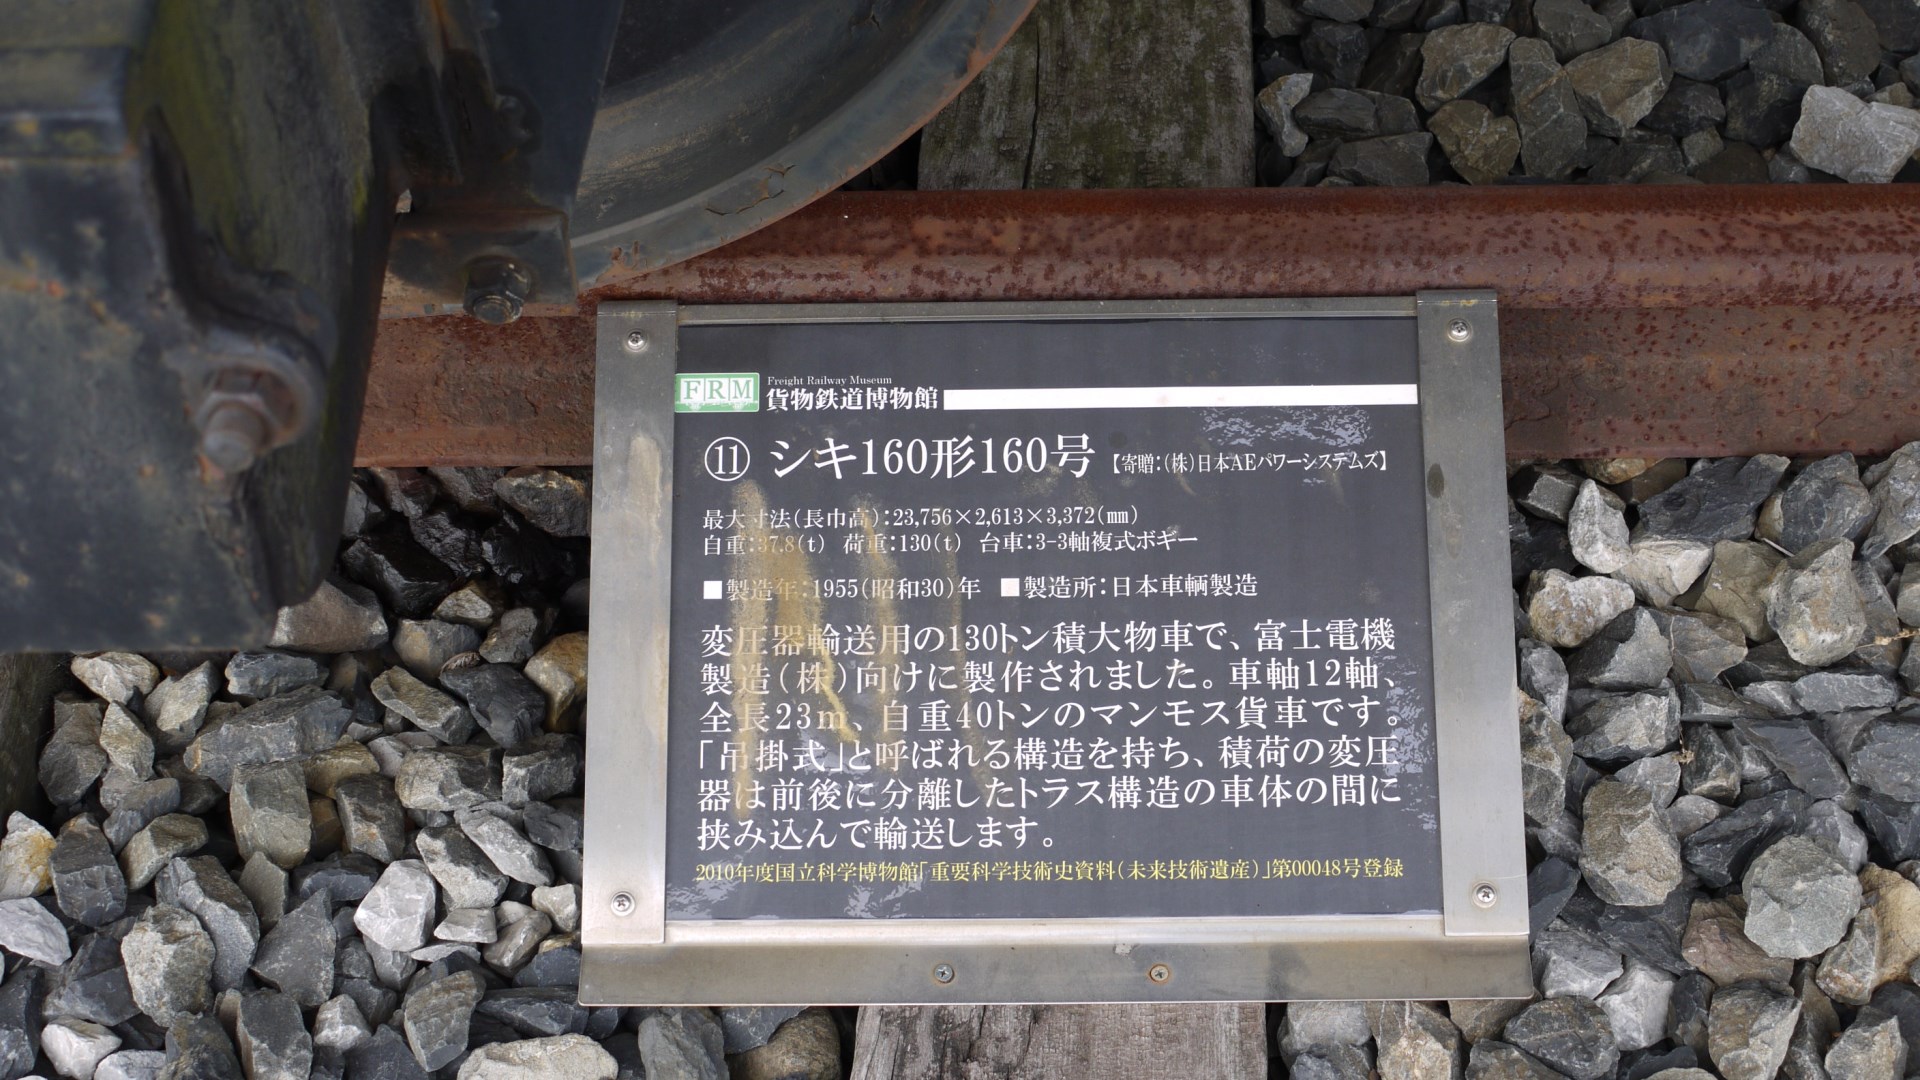 FRM Freight Railway Museum
貨物鉄道博物館
⑪ シキ160形160号【寄贈:(株)日本AEパワーシステムズ】
最大寸法(長巾高):23,756×2,613×3,372(㎜)
自重:37.8(t) 荷重:130(t) 台車:3-3軸複式ボギー
■製造年:1955(昭和30)年 ■製造所:日本車輌製造
変圧器輸送用の130トン積大物車で、富士電機
製造(株)向けに製作されました。車軸12軸、
全長23m、自重40トンのマンモス貨車です。
「吊掛式」と呼ばれる構造を持ち、積荷の変圧
器は前後に分離したトラス構造の車体の間に
挟み込んで輸送します。
2010年度国立科学博物館「重要科学技術史資料(未来技術遺産)」第00048号登録